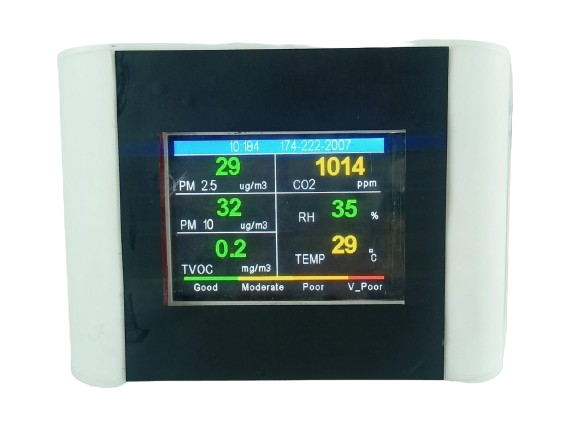 10:184 174-222-2007
29
PM 2.5 ug/m3
1014
CO2 ppm
32
PM 10 ug/m3
RH 35 %
0.2
TVOC mg/m3
TEMP 29 °C
Good Moderate Poor V_Poor